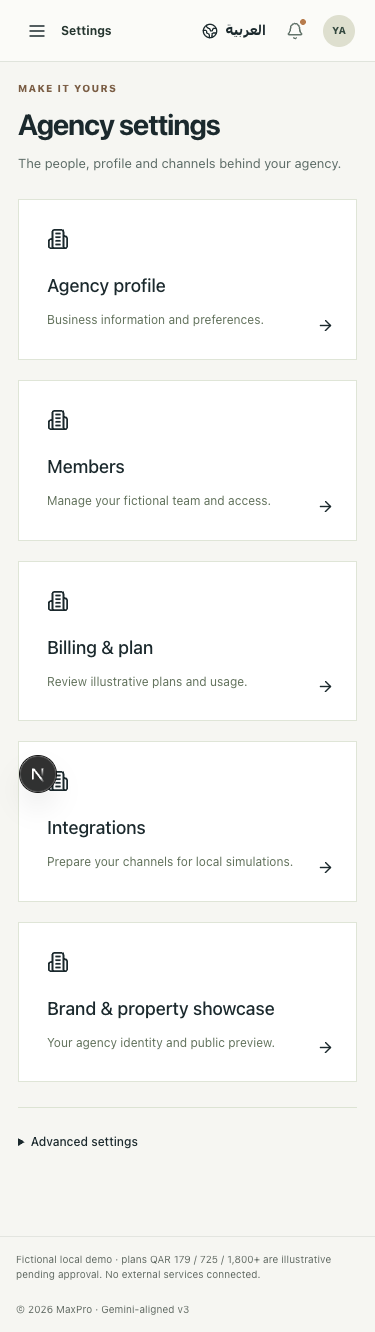 Settings
العربية
YA
MAKE IT YOURS
Agency settings
The people, profile and channels behind your agency.
Agency profile
Business information and preferences.
Members
Manage your fictional team and access.
Billing & plan
Review illustrative plans and usage.
N
Integrations
Prepare your channels for local simulations.
Brand & property showcase
Your agency identity and public preview.
Advanced settings
Fictional local demo · plans QAR 179 / 725 / 1,800+ are illustrative
pending approval. No external services connected.
© 2026 MaxPro · Gemini-aligned v3